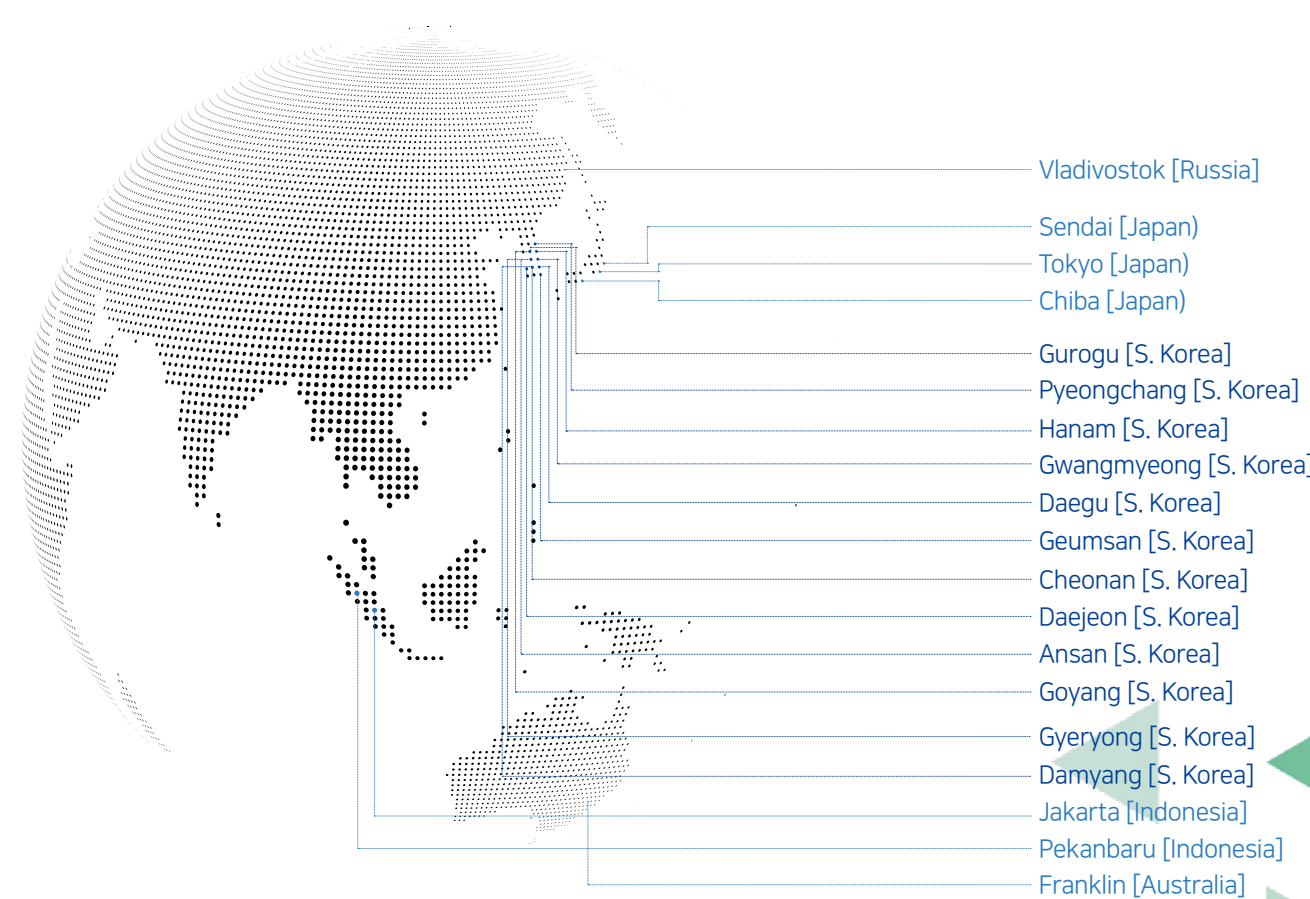 Vladivostok [Russia]
Sendai [Japan)
Tokyo [Japan)
Chiba [Japan)
Gurogu [S. Korea]
Pyeongchang [S. Korea]
Hanam [S. Korea]
Gwangmyeong [S. Korea]
Daegu [S. Korea]
Geumsan [S. Korea]
Cheonan [S. Korea]
Daejeon [S. Korea]
Ansan [S. Korea]
Goyang [S. Korea]
Gyeryong [S. Korea]
Damyang [S. Korea]
Jakarta [Indonesia]
Pekanbaru [Indonesia]
Franklin [Australia]